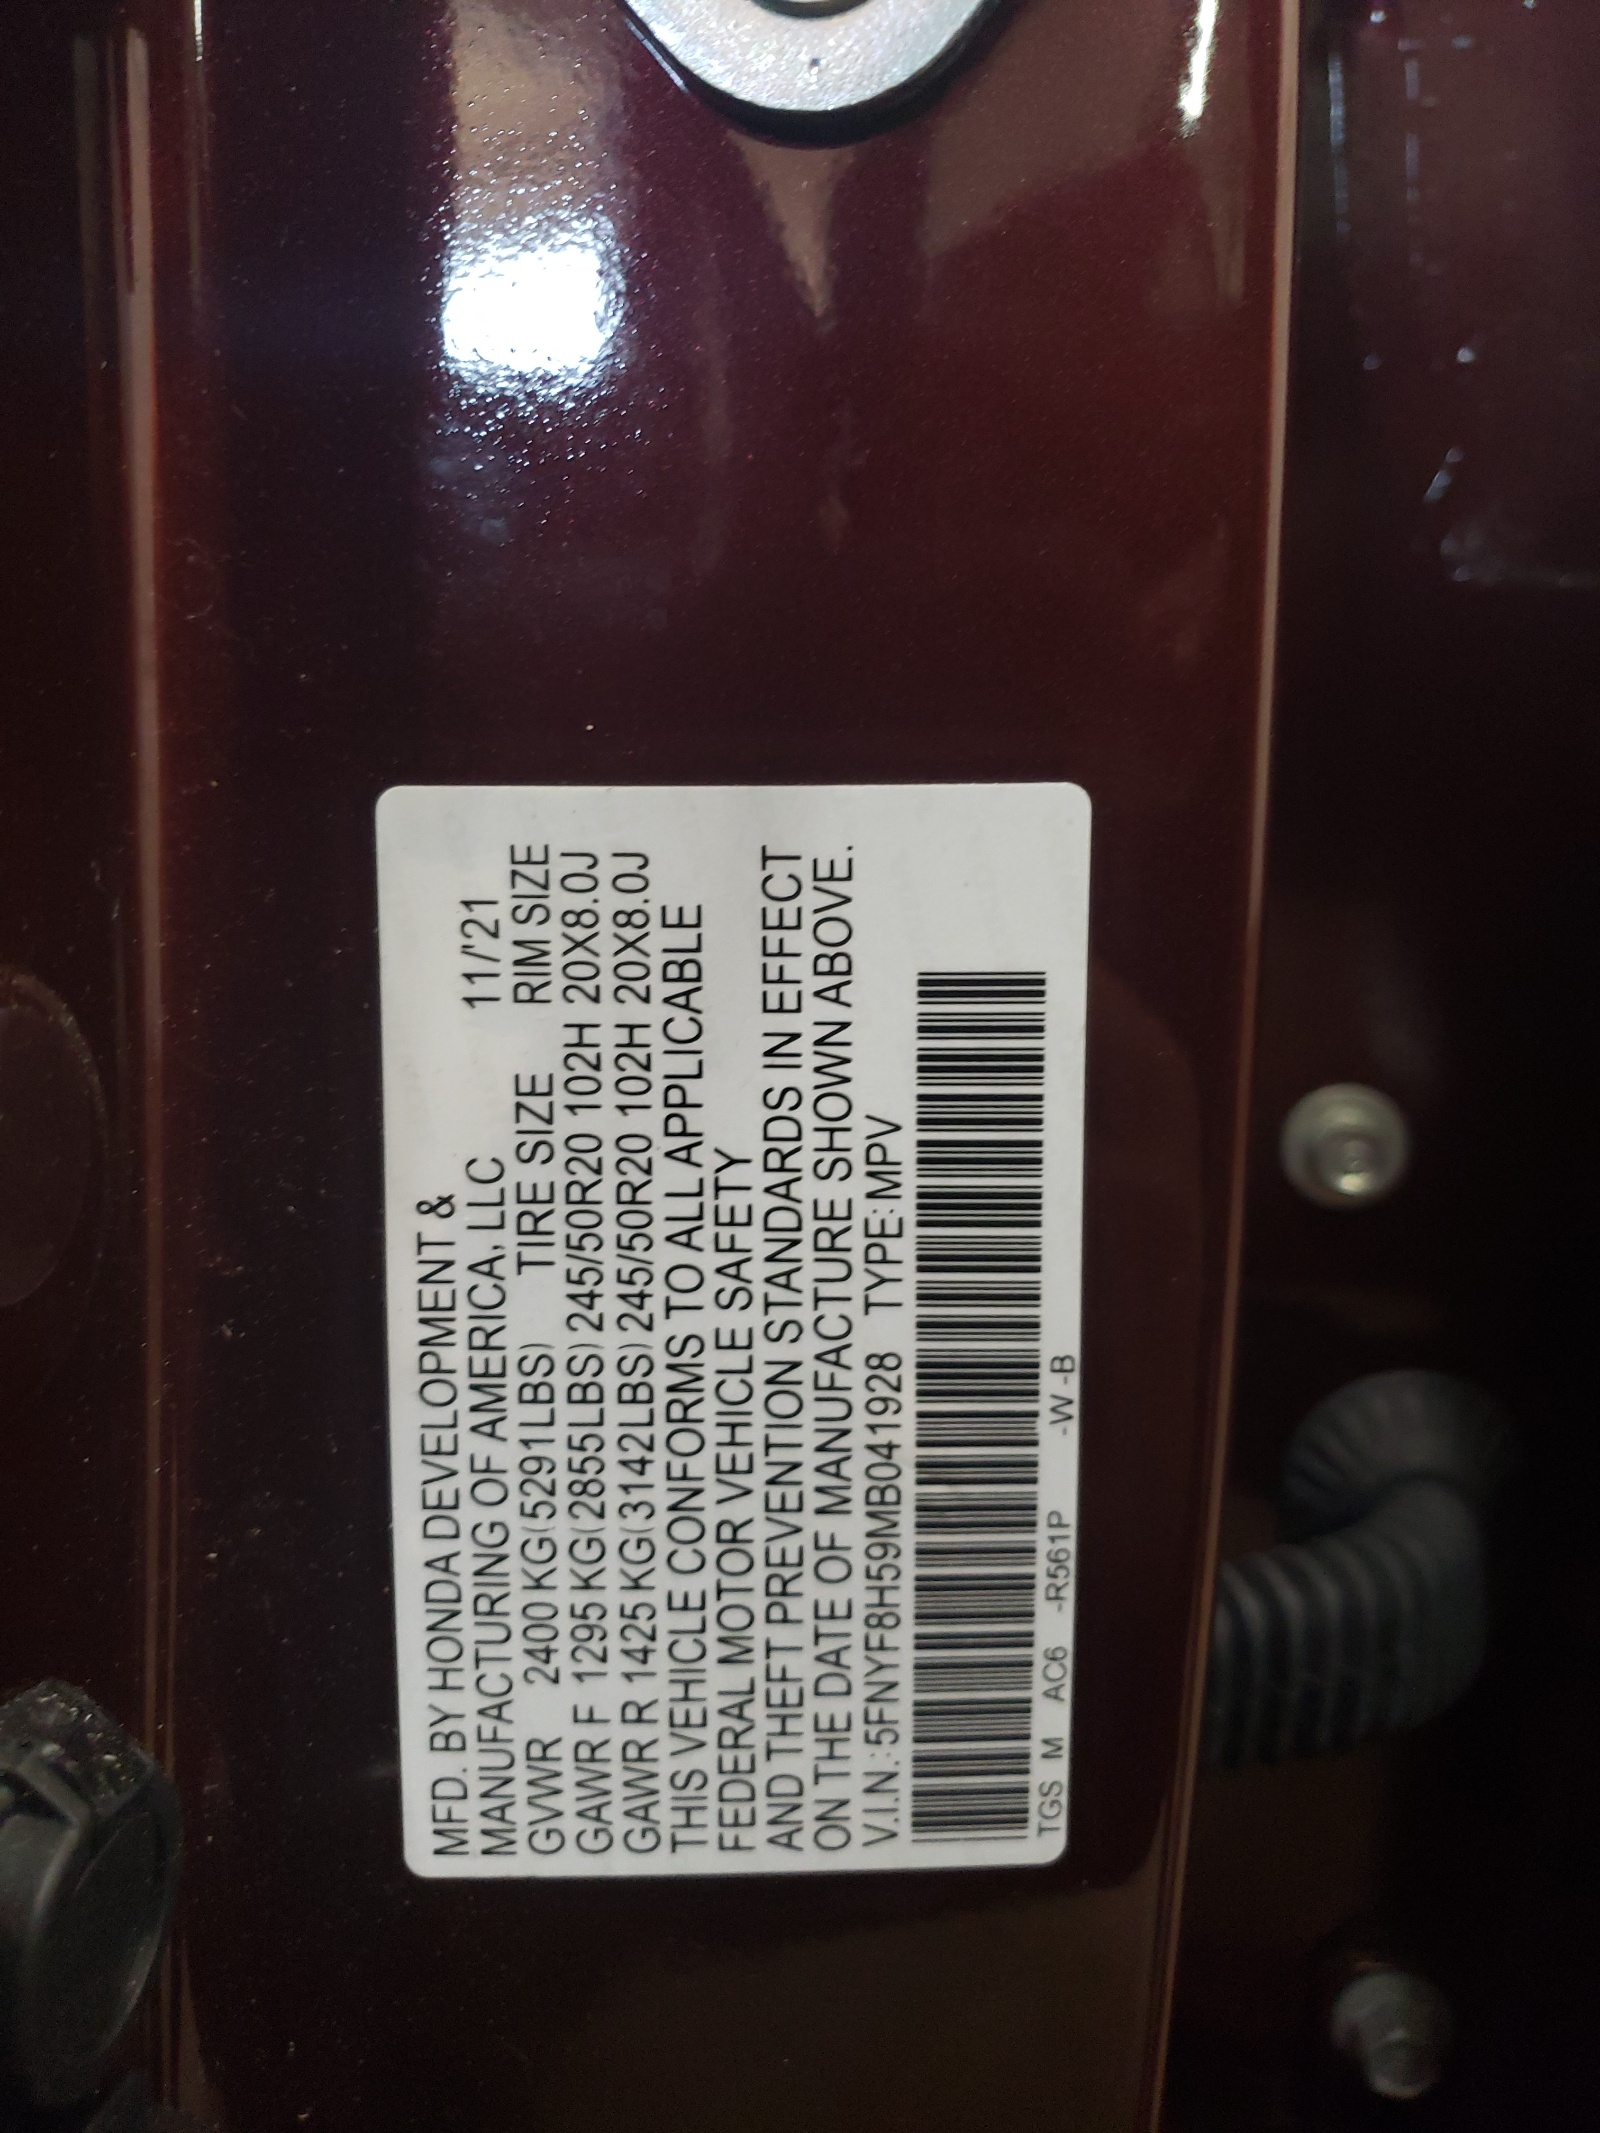 MFD. BY HONDA DEVELOPMENT &
MANUFACTURING OF AMERICA, LLC 11/'21
GVWR 2400 KG(5291LBS) TIRE SIZE RIM SIZE
GAWR F 1295 KG(2855LBS) 245/50R20 102H 20X8.0J
GAWR R 1425 KG(3142LBS) 245/50R20 102H 20X8.0J
THIS VEHICLE CONFORMS TO ALL APPLICABLE
FEDERAL MOTOR VEHICLE SAFETY
AND THEFT PREVENTION STANDARDS IN EFFECT
ON THE DATE OF MANUFACTURE SHOWN ABOVE.
V.I.N.:5FNYF8H59MB041928 TYPE:MPV
TGS M AC6 -R561P -W -B